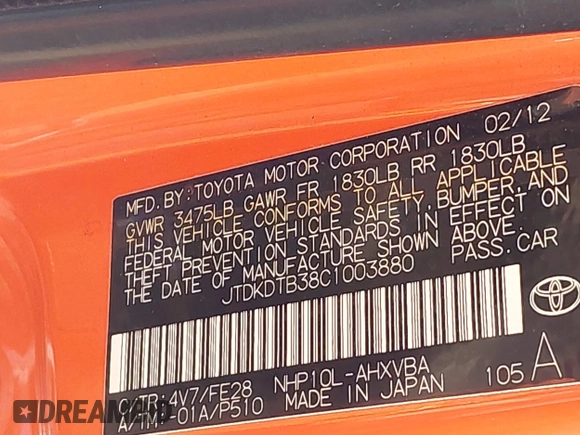 MFD. BY: TOYOTA MOTOR CORPORATION 02/12
GVWR 3475LB GAWR FR 1830LB RR 1830LB
THIS VEHICLE CONFORMS TO ALL APPLICABLE
FEDERAL MOTOR VEHICLE SAFETY, BUMPER, AND
THEFT PREVENTION STANDARDS IN EFFECT ON
THE DATE OF MANUFACTURE SHOWN ABOVE.
JTDKDTB38C1003880 PASS. CAR
C/TR: 4V7/FE28 NHP10L-AHXVBA
A/TM: -01A/P510 MADE IN JAPAN 105 A
TOYOTA